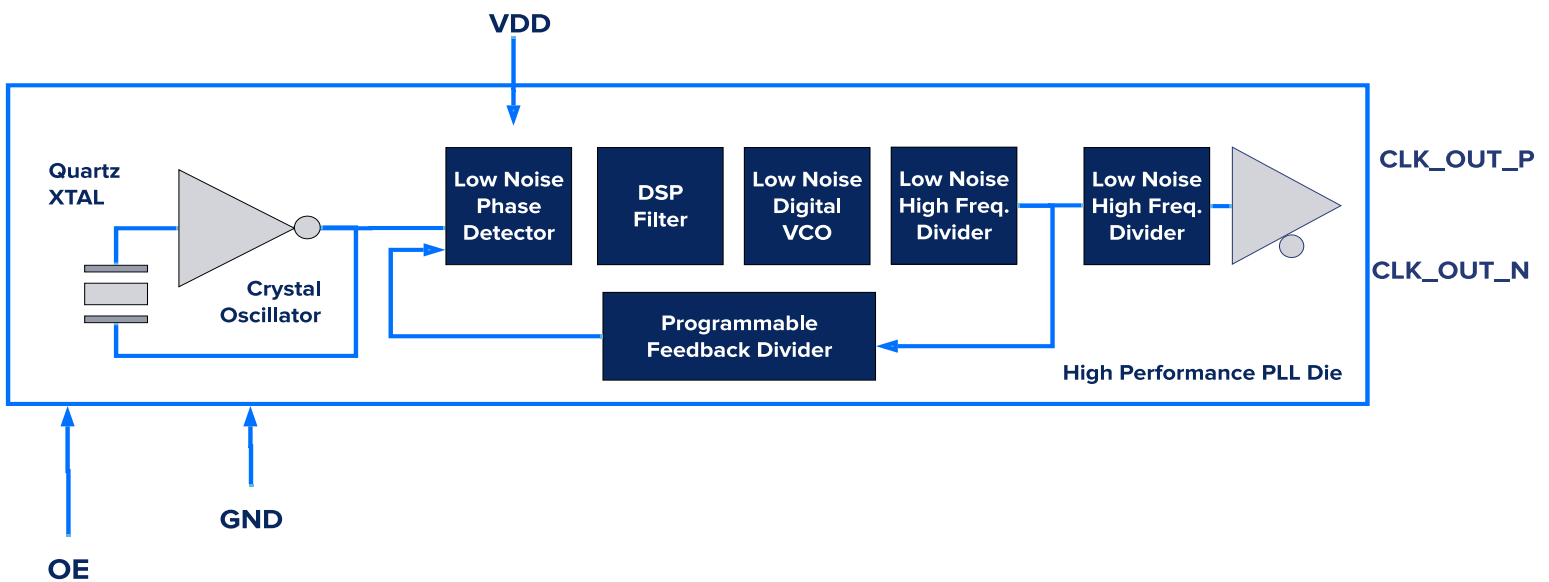 VDD
Quartz
XTAL
Crystal
Oscillator
Low Noise
Phase
Detector
DSP
Filter
Low Noise
Digital
VCO
Low Noise
High Freq.
Divider
Low Noise
High Freq.
Divider
CLK_OUT_P
CLK_OUT_N
Programmable
Feedback Divider
High Performance PLL Die
GND
OE